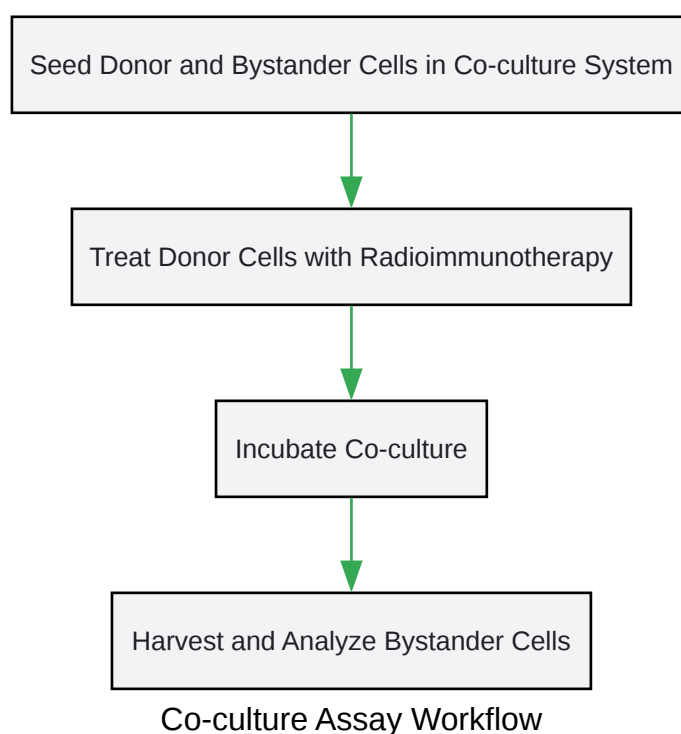 Seed Donor and Bystander Cells in Co-culture System
Treat Donor Cells with Radioimmunotherapy
Incubate Co-culture
Harvest and Analyze Bystander Cells
Co-culture Assay Workflow